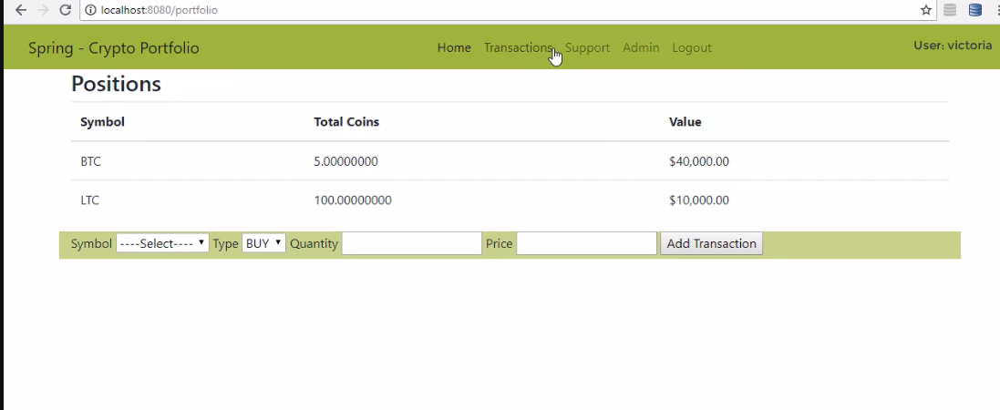 localhost:8080/portfolio
Spring - Crypto Portfolio Home Transactions Support Admin Logout User: victoria
Positions
Symbol Total Coins Value
BTC 5.00000000 $40,000.00
LTC 100.00000000 $10,000.00
Symbol ----Select---- Type BUY Quantity Price Add Transaction